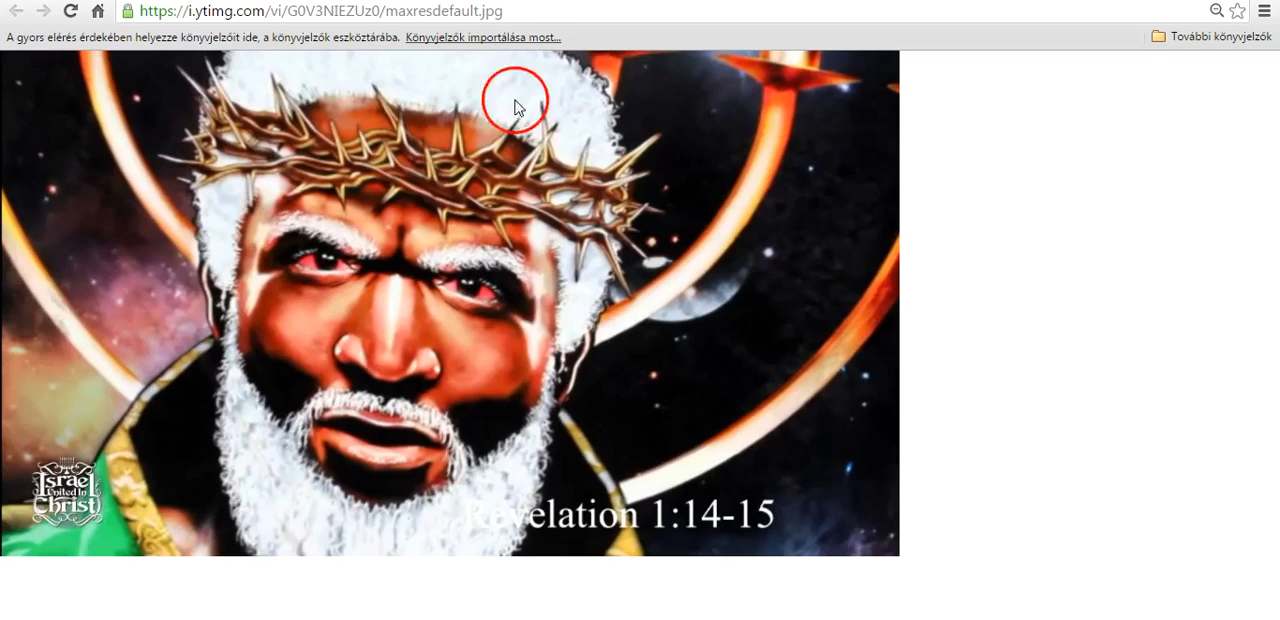 https://i.ytimg.com/vi/G0V3NIEZUz0/maxresdefault.jpg
A gyors elérés érdekében helyezze könyvjelzőit ide, a könyvjelzők eszköztárába. Könyvjelzők importálása most...
További könyvjelzők
Israel
United In
Christ
Revelation 1:14-15